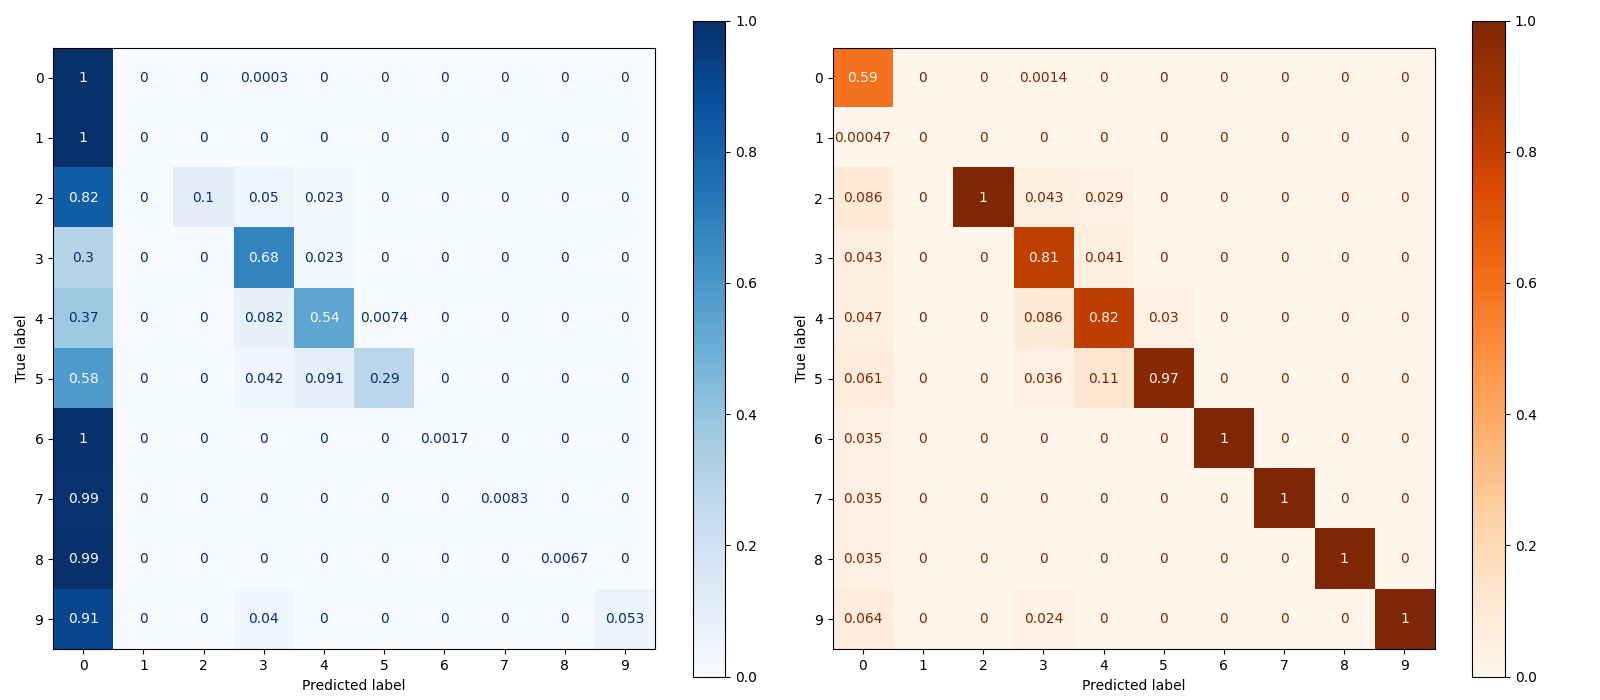 1.0 1.0
0 1 0 0 0.0003 0 0 0 0 0 0 0 0.59 0 0 0.0014 0 0 0 0 0 0
1 1 0 0 0 0 0 0 0 0 0 1 0.00047 0 0 0 0 0 0 0 0 0
0.8 0.8
2 0.82 0 0.1 0.05 0.023 0 0 0 0 0 2 0.086 0 1 0.043 0.029 0 0 0 0 0
3 0.3 0 0 0.68 0.023 0 0 0 0 0 3 0.043 0 0 0.81 0.041 0 0 0 0 0
0.6 0.6
4 0.37 0 0 0.082 0.54 0.0074 0 0 0 0 4 0.047 0 0 0.086 0.82 0.03 0 0 0 0
True label True label
5 0.58 0 0 0.042 0.091 0.29 0 0 0 0 5 0.061 0 0 0.036 0.11 0.97 0 0 0 0
0.4 0.4
6 1 0 0 0 0 0 0.0017 0 0 0 6 0.035 0 0 0 0 0 1 0 0 0
7 0.99 0 0 0 0 0 0 0.0083 0 0 7 0.035 0 0 0 0 0 0 1 0 0
0.2 0.2
8 0.99 0 0 0 0 0 0 0 0.0067 0 8 0.035 0 0 0 0 0 0 0 1 0
9 0.91 0 0 0.04 0 0 0 0 0 0.053 9 0.064 0 0 0.024 0 0 0 0 0 1
0 1 2 3 4 5 6 7 8 9 0 1 2 3 4 5 6 7 8 9
0.0 0.0
Predicted label Predicted label